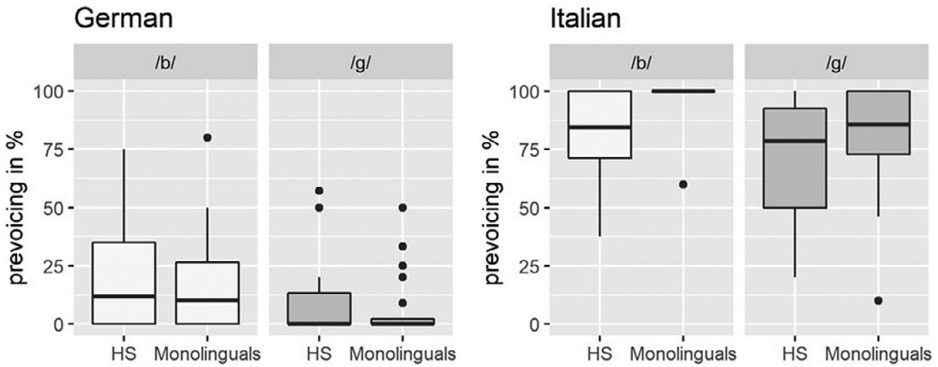 German
Italian
/b/
/g/
/b/
/g/
prevoicing in %
100
75
50
25
0
prevoicing in %
100
75
50
25
0
HS
Monolinguals
HS
Monolinguals
HS
Monolinguals
HS
Monolinguals